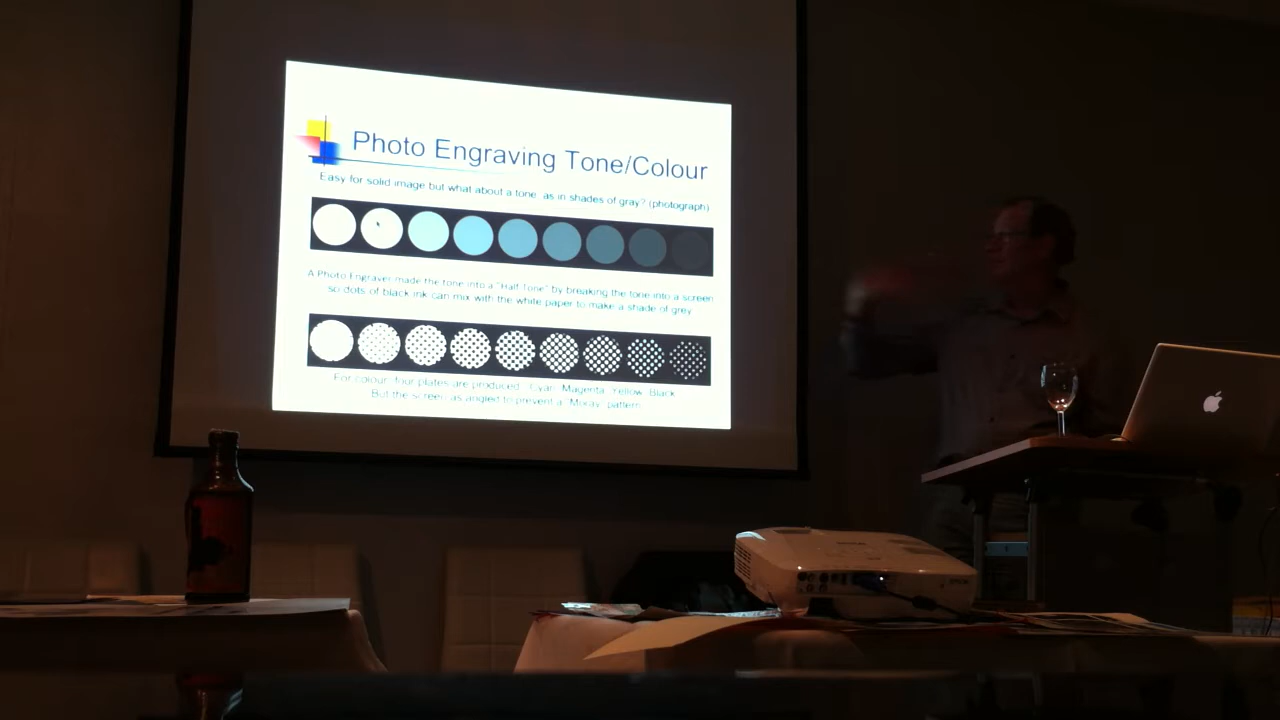 Photo Engraving Tone/Colour
Easy for solid image but what about a tone as in shades of gray? (photograph)
A Photo Engraver made the tone into a "Half Tone" by breaking the tone into a screen
so dots of black ink can mix with the white paper to make a shade of grey
For colour, four plates are produced. Cyan, Magenta, Yellow, Black
But the screen as angled to prevent a "Moray" pattern
EPSON